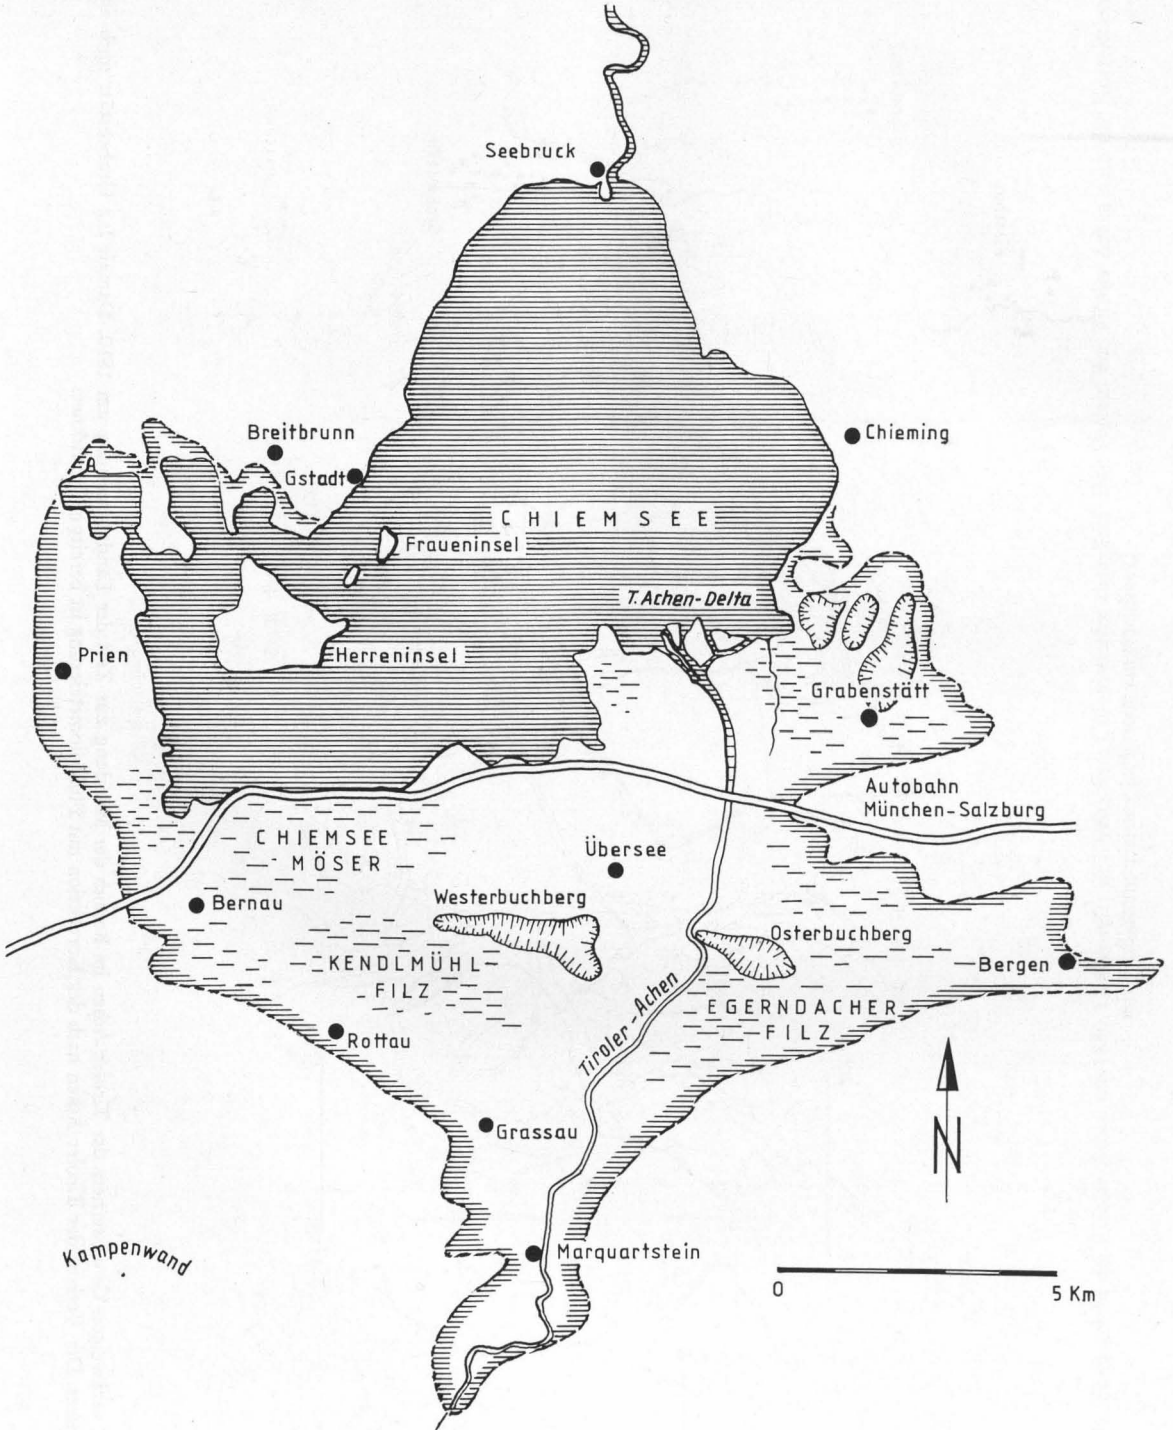 Seebruck
Breitbrunn
Chieming
Gstadt
CHIEMSEE
Fraueninsel
T. Achen-Delta
Prien
Herreninsel
Grabenstätt
Autobahn
München-Salzburg
CHIEMSEE
MÖSER
Übersee
Westerbuchberg
Bernau
Osterbuchberg
KENDLMÜHL-
FILZ
Bergen
Tiroler-Achen
EGERNDACHER
FILZ
Rottau
Grassau
N
Kampenwand
Marquartstein
0
5 Km